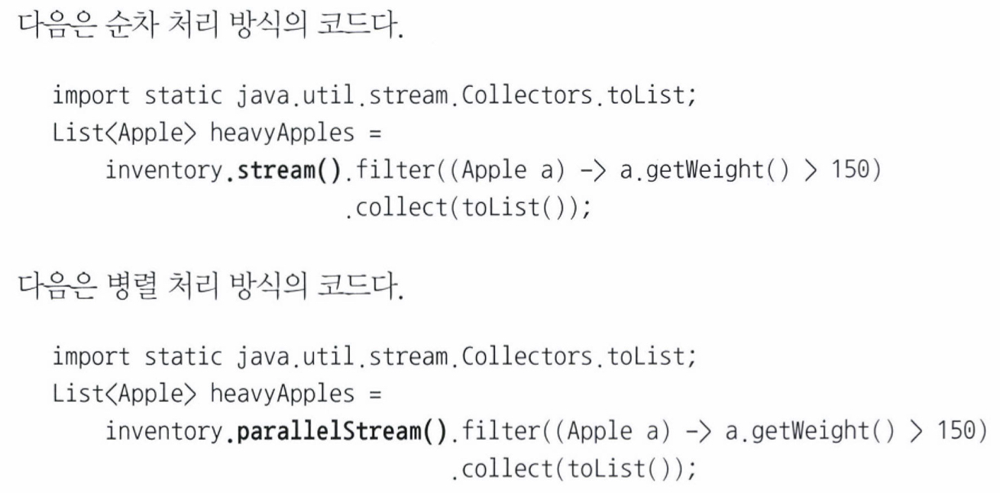 다음은 순차 처리 방식의 코드다.
import static java.util.stream.Collectors.toList;
List<Apple> heavyApples =
inventory.stream().filter((Apple a) -> a.getWeight() > 150)
.collect(toList());
다음은 병렬 처리 방식의 코드다.
import static java.util.stream.Collectors.toList;
List<Apple> heavyApples =
inventory.parallelStream().filter((Apple a) -> a.getWeight() > 150)
.collect(toList());